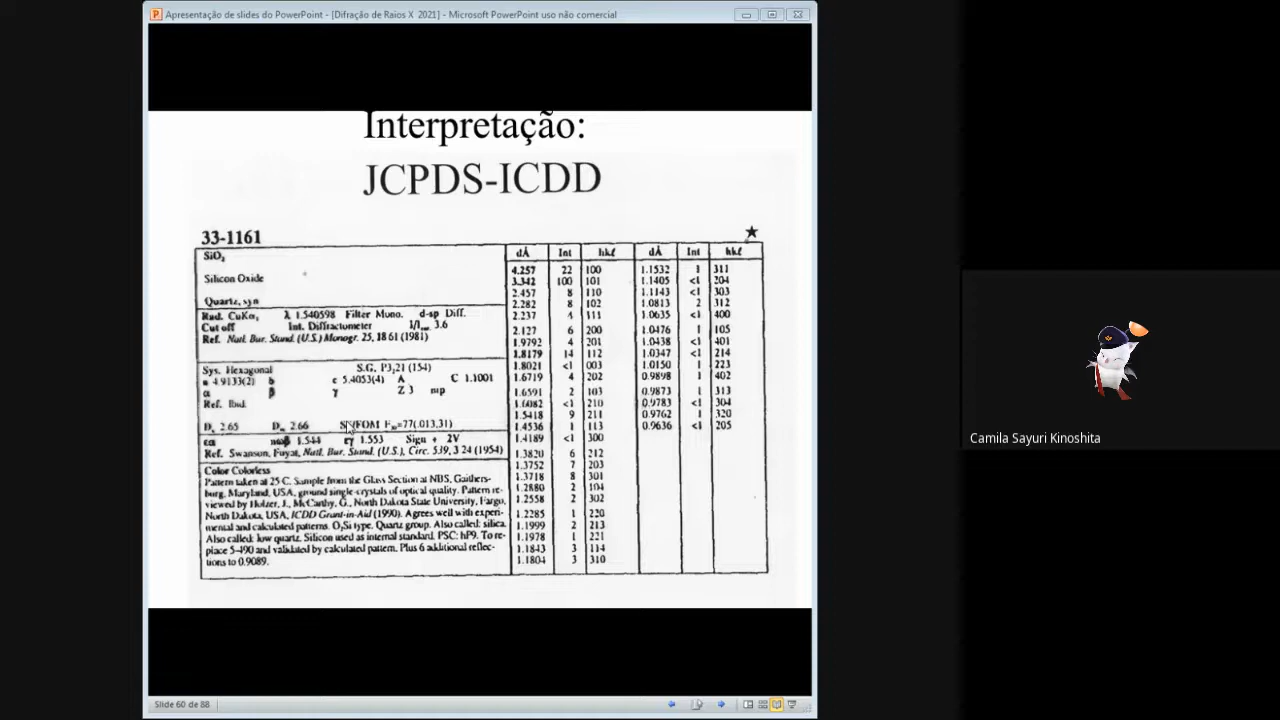 Apresentação de slides do PowerPoint - [Difração de Raios X 2021] - Microsoft PowerPoint uso não comercial
Interpretação:
JCPDS-ICDD
33-1161
SiO₂
Silicon Oxide
Quartz, syn
Rad. CuKα₁ λ 1.540598 Filter Mono. d-sp Diff.
Cut off Int. Diffractometer 3.6
Ref. Natl. Bur. Stand. (U.S.) Monogr. 25, 18 61 (1981)
Sys. Hexagonal S.G. P3₂21 (154)
a 4.9133(2) b c 5.4053(4) A C 1.1001
α β γ Z 3 mp
Ref. Ibid.
2.65 2.66 F₃₀=77(.013,31)
1.544 1.553 Sign + 2V
Ref. Swanson, Fuyat, Natl. Bur. Stand. (U.S.), Circ. 539, 3 24 (1954)
Color Colorless
Pattern taken at 25 C. Sample from the Glass Section at NBS, Gaithers-
burg, Maryland, USA, ground single-crystals of optical quality. Pattern re-
viewed by Holzer, J., McCarthy, G., North Dakota State University, Fargo,
North Dakota, USA, ICDD Grant-in-Aid (1990). Agrees well with experi-
mental and calculated patterns. O₂Si type. Quartz group. Also called: silica.
Also called: low quartz. Silicon used as internal standard. PSC: hP9. To re-
place 5-490 and validated by calculated pattern. Plus 6 additional reflec-
tions to 0.9089.
dÅ Int hkl dÅ Int hkl
4.257 22 100 1.1532 1 311
3.342 100 101 1.1405 <1 204
2.457 8 110 1.1143 <1 303
2.282 8 102 1.0813 2 312
2.237 4 111 1.0635 <1 400
2.127 6 200 1.0476 1 105
1.9792 4 201 1.0438 <1 401
1.8179 14 112 1.0347 <1 214
1.8021 <1 003 1.0150 1 223
1.6719 4 202 0.9898 1 402
1.6591 2 103 0.9873 1 313
1.6082 <1 210 0.9783 <1 304
1.5418 9 211 0.9762 1 320
1.4536 1 113 0.9636 <1 205
1.4189 <1 300
1.3820 6 212
1.3752 7 203
1.3718 8 301
1.2880 2 104
1.2558 2 302
1.2285 1 220
1.1999 2 213
1.1978 1 221
1.1843 3 114
1.1804 3 310
Camila Sayuri Kinoshita
Slide 60 de 88